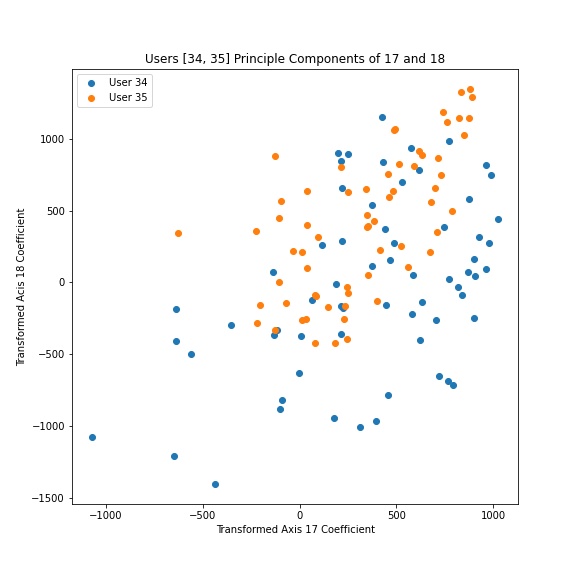 Users [34, 35] Principle Components of 17 and 18
User 34
User 35
Transformed Acis 18 Coefficient
1000
500
0
−500
−1000
−1500
−1000
−500
0
500
1000
Transformed Axis 17 Coefficient